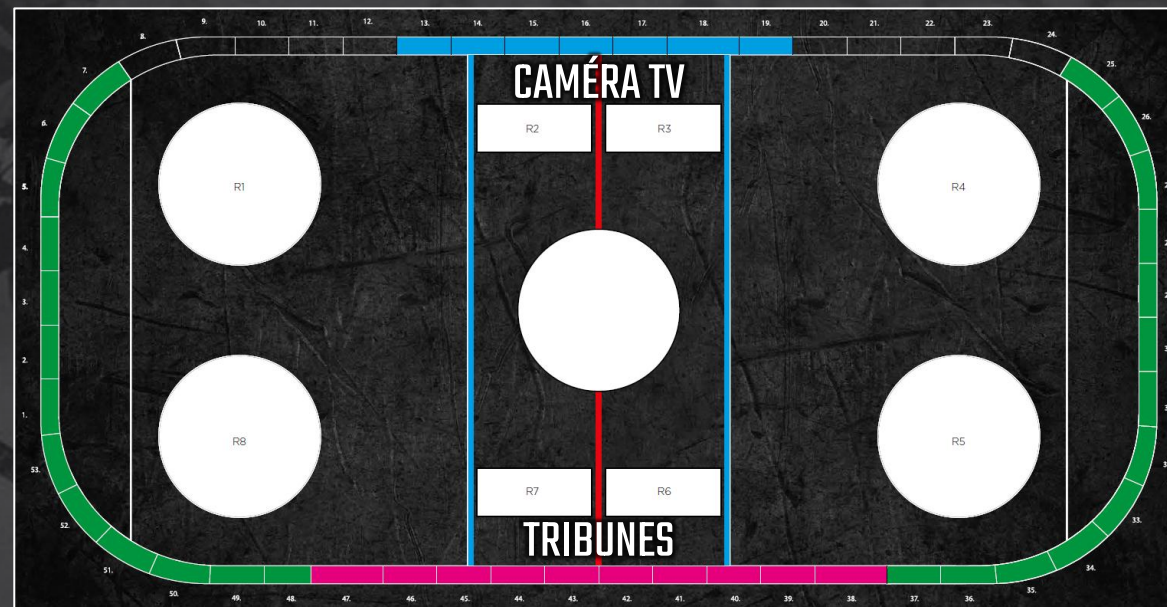 9. 10. 11. 12. 13. 14. 15. 16. 17. 18. 19. 20. 21. 22. 23.
8. 24.
7. 25.
CAMÉRA TV
6. 26.
R2 R3
5.
R1 R4
4.
3.
2.
1.
R8 R5
53.
R7 R6
52. 33.
TRIBUNES
51. 34.
50. 35.
49. 48. 47. 46. 45. 44. 43. 42. 41. 40. 39. 38. 37. 36.